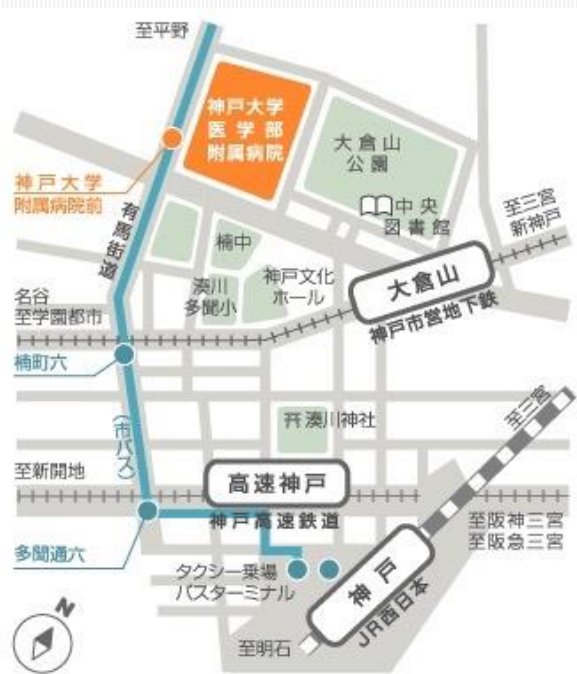 至平野
神戸大学
医学部
附属病院
大倉山
公園
神戸大学
附属病院前
有馬街道
中央
図書館
至三宮
新神戸
楠中
湊川
多聞小
神戸文化
ホール
大倉山
神戸市営地下鉄
名谷
至学園都市
楠町六
至三宮
湊川神社
(市バス)
至新開地
高速神戸
神戸高速鉄道
至阪神三宮
至阪急三宮
多聞通六
タクシー乗場
バスターミナル
神戸
JR西日本
至明石
N